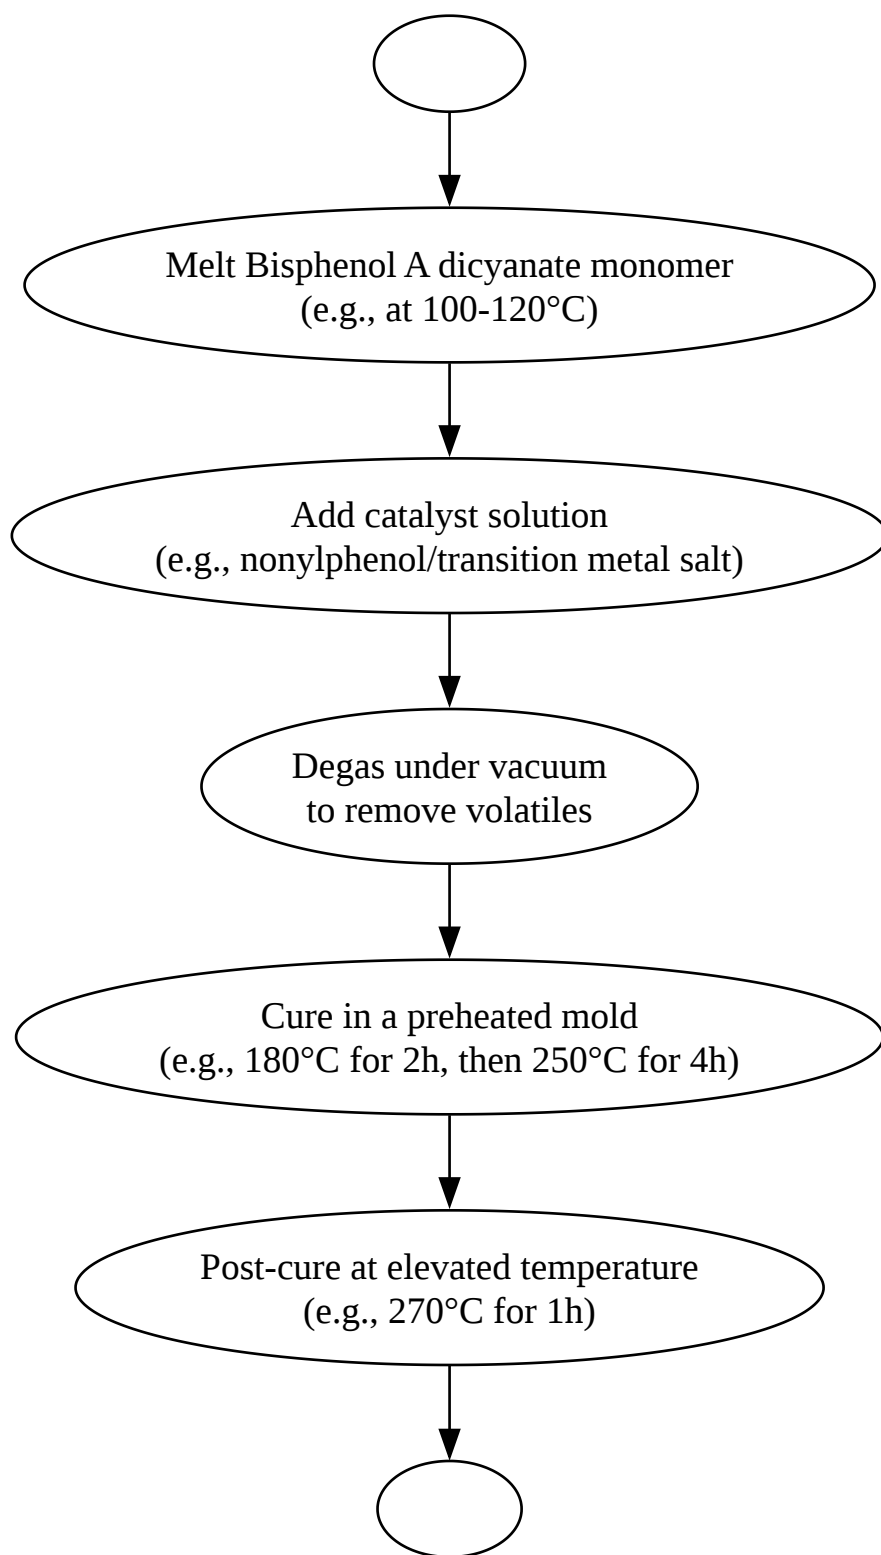 Melt Bisphenol A dicyanate monomer
(e.g., at 100-120°C)
Add catalyst solution
(e.g., nonylphenol/transition metal salt)
Degas under vacuum
to remove volatiles
Cure in a preheated mold
(e.g., 180°C for 2h, then 250°C for 4h)
Post-cure at elevated temperature
(e.g., 270°C for 1h)